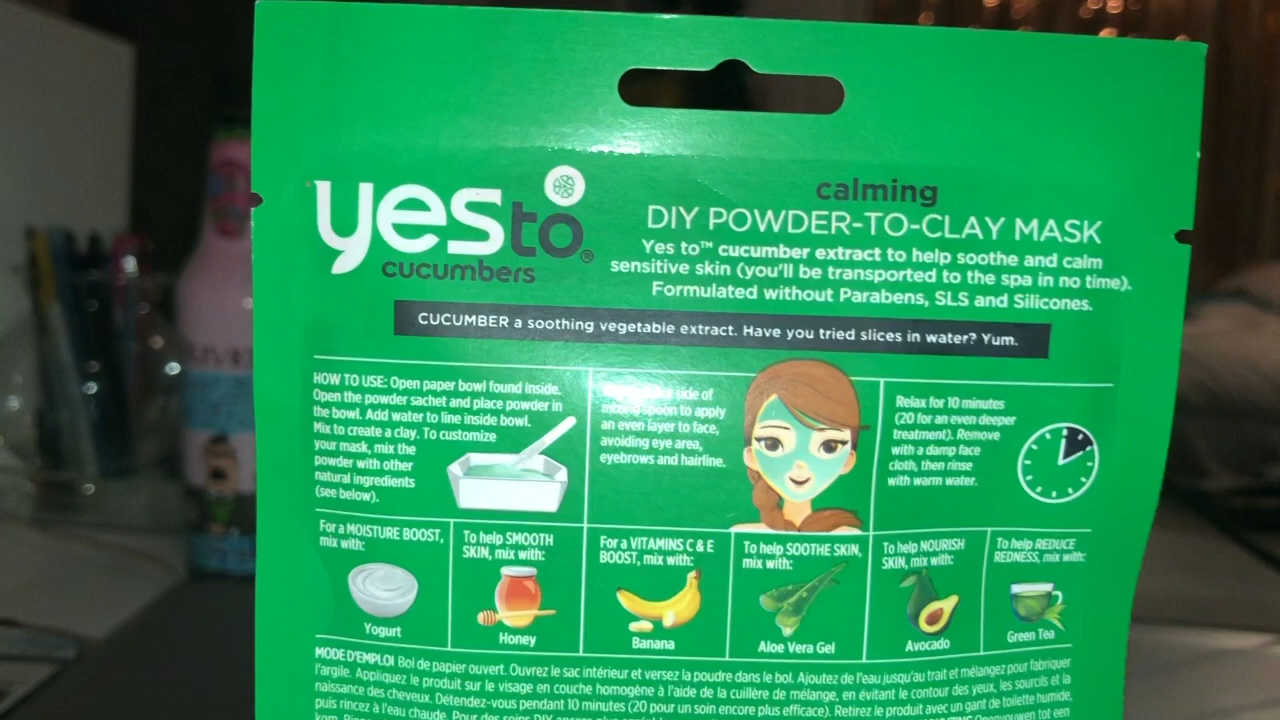 yes to®
cucumbers
calming
DIY POWDER-TO-CLAY MASK
Yes to™ cucumber extract to help soothe and calm
sensitive skin (you'll be transported to the spa in no time).
Formulated without Parabens, SLS and Silicones.
CUCUMBER a soothing vegetable extract. Have you tried slices in water? Yum.
HOW TO USE: Open paper bowl found inside.
Open the powder sachet and place powder in
the bowl. Add water to line inside bowl.
Mix to create a clay. To customize
your mask, mix the
powder with other
natural ingredients
(see below).
side of
mixing spoon to apply
an even layer to face,
avoiding eye area,
eyebrows and hairline.
Relax for 10 minutes
(20 for an even deeper
treatment). Remove
with a damp face
cloth, then rinse
with warm water.
For a MOISTURE BOOST,
mix with:
Yogurt
To help SMOOTH
SKIN, mix with:
Honey
For a VITAMINS C & E
BOOST, mix with:
Banana
To help SOOTHE SKIN,
mix with:
Aloe Vera Gel
To help NOURISH
SKIN, mix with:
Avocado
To help REDUCE
REDNESS, mix with:
Green Tea
MODE D'EMPLOI Bol de papier ouvert. Ouvrez le sac intérieur et versez la poudre dans le bol. Ajoutez de l'eau jusqu'au trait et mélangez pour fabriquer
l'argile. Appliquez le produit sur le visage en couche homogène à l'aide de la cuillère de mélange, en évitant le contour des yeux, les sourcils et la
naissance des cheveux. Détendez-vous pendant 10 minutes (20 pour un soin encore plus efficace). Retirez le produit avec un gant de toilette humide,
puis rincez à l'eau chaude. Pour des soins DIY encore plus